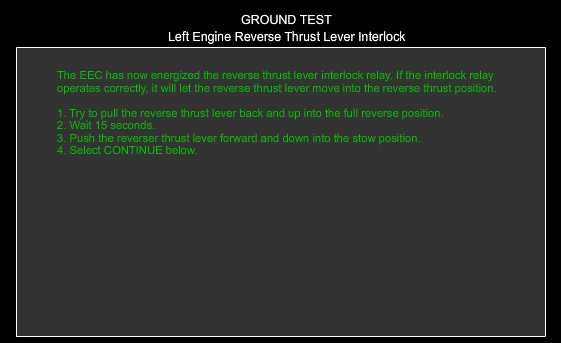 GROUND TEST
Left Engine Reverse Thrust Lever Interlock
The EEC has now energized the reverse thrust lever interlock relay. If the interlock relay
operates correctly, it will let the reverse thrust lever move into the reverse thrust position.
1. Try to pull the reverse thrust lever back and up into the full reverse position.
2. Wait 15 seconds.
3. Push the reverser thrust lever forward and down into the stow position.
4. Select CONTINUE below.